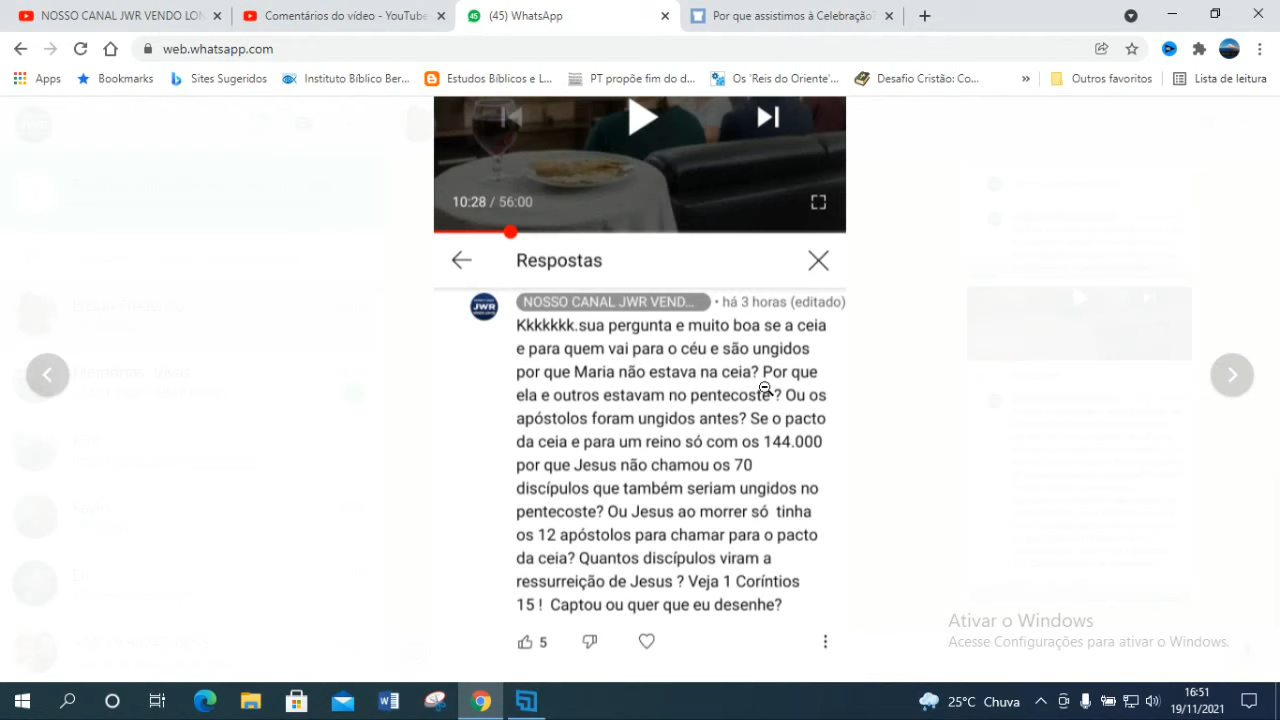 NOSSO CANAL JWR VENDO LON
Comentários do vídeo - YouTube
(45) WhatsApp
Por que assistimos à Celebração?
web.whatsapp.com
Apps
Bookmarks
Sites Sugeridos
Instituto Bíblico Ber...
Estudos Bíblicos e L...
PT propõe fim do d...
Os 'Reis do Oriente'...
Desafio Cristão: Co...
»
Outros favoritos
Lista de leitura
10:28 / 56:00
Respostas
JWR
NOSSO CANAL JWR VEND... • há 3 horas (editado)
Kkkkkkk.sua pergunta e muito boa se a ceia
e para quem vai para o céu e são ungidos
por que Maria não estava na ceia? Por que
ela e outros estavam no pentecoste ? Ou os
apóstolos foram ungidos antes? Se o pacto
da ceia e para um reino só com os 144.000
por que Jesus não chamou os 70
discípulos que também seriam ungidos no
pentecoste? Ou Jesus ao morrer só tinha
os 12 apóstolos para chamar para o pacto
da ceia? Quantos discípulos viram a
ressurreição de Jesus ? Veja 1 Coríntios
15 ! Captou ou quer que eu desenhe?
5
Ativar o Windows
Acesse Configurações para ativar o Windows.
25°C Chuva
16:51
19/11/2021